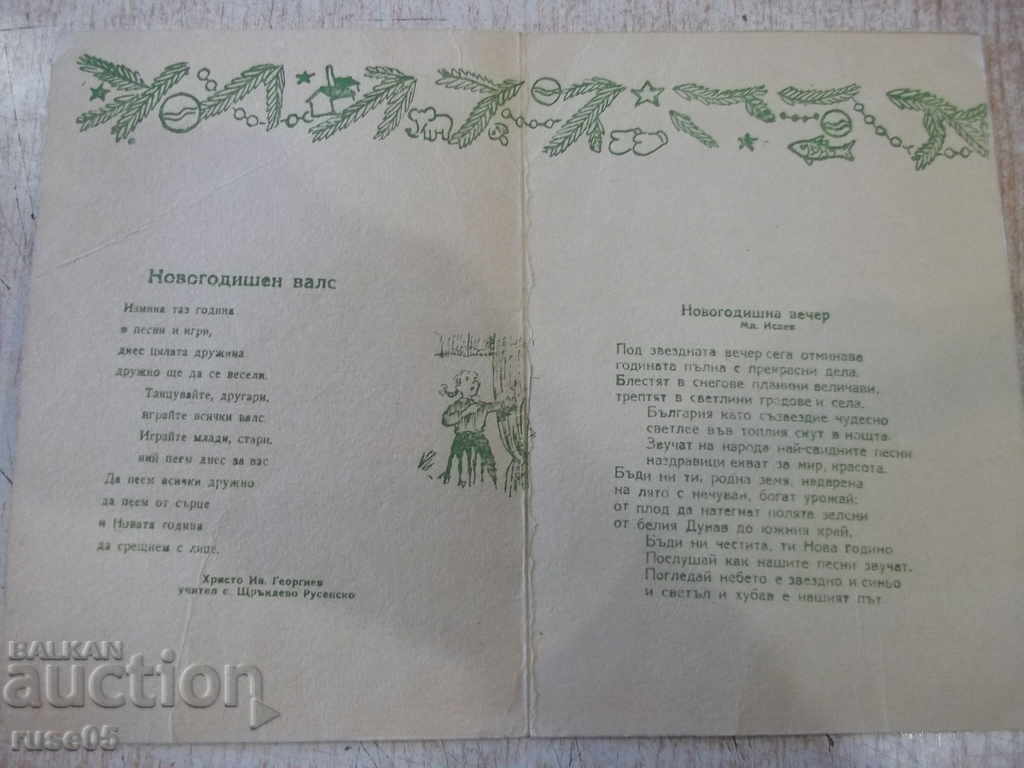 Новогодишен валс
Измина таз година
в песни и игри,
днес цялата дружина
дружно ще да се весели.
Танцувайте, другари,
играйте всички валс.
Играйте млади, стари,
ний пеем днес за вас
Да пеем всички дружно
да пеем от сърце
и Новата година
да срещнем с лице.
Христо Ив. Георгиев
учител с. Щръклево Русенско
Новогодишна вечер
Мл. Исаев
Под звездната вечер сега отминава
годината пълна с прекрасни дела.
Блестят в снегове планини величави,
трептят в светлини градове и села.
България като съзвездие чудесно
светлее във топлия скут в нощта.
Звучат на народа най-свидните песни
наздравици екват за мир, красота.
Бъди ни ти, родна земя, надарена
на лято с нечуван, богат урожай;
от плод да натегнат полята зелени
от белия Дунав до южния край,
Бъди ни честита, ти Нова годино
Послушай как нашите песни звучат.
Погледай небето е звездно и синьо
и светъл и хубав е нашият път
BALKAN
auction
ruse05